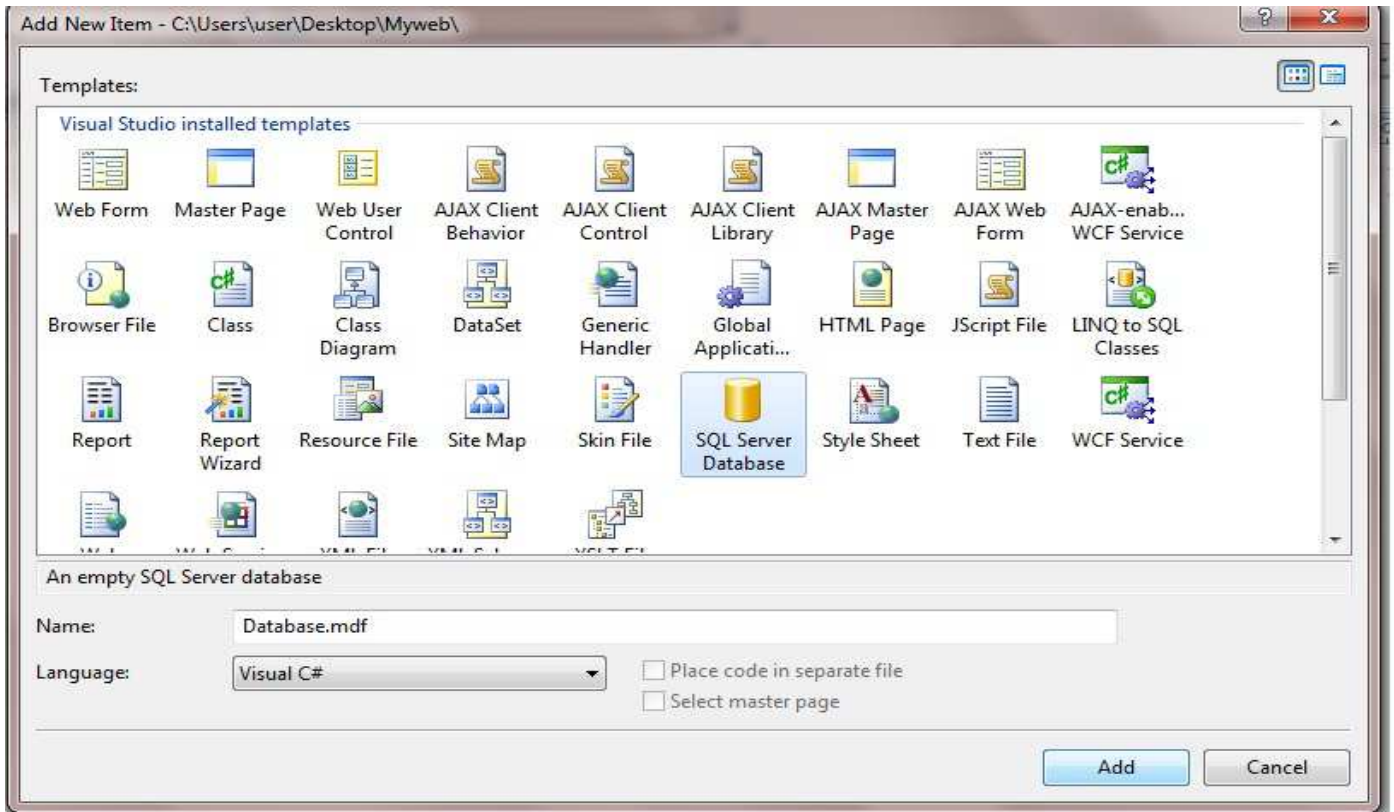 Add New Item - C:\Users\user\Desktop\Myweb\
Templates:
Visual Studio installed templates
Web Form
Master Page
Web User
Control
AJAX Client
Behavior
AJAX Client
Control
AJAX Client
Library
AJAX Master
Page
AJAX Web
Form
AJAX-enab...
WCF Service
Browser File
Class
Class
Diagram
DataSet
Generic
Handler
Global
Applicati...
HTML Page
JScript File
LINQ to SQL
Classes
Report
Report
Wizard
Resource File
Site Map
Skin File
SQL Server
Database
Style Sheet
Text File
WCF Service
An empty SQL Server database
Name:
Database.mdf
Language:
Visual C#
Place code in separate file
Select master page
Add
Cancel